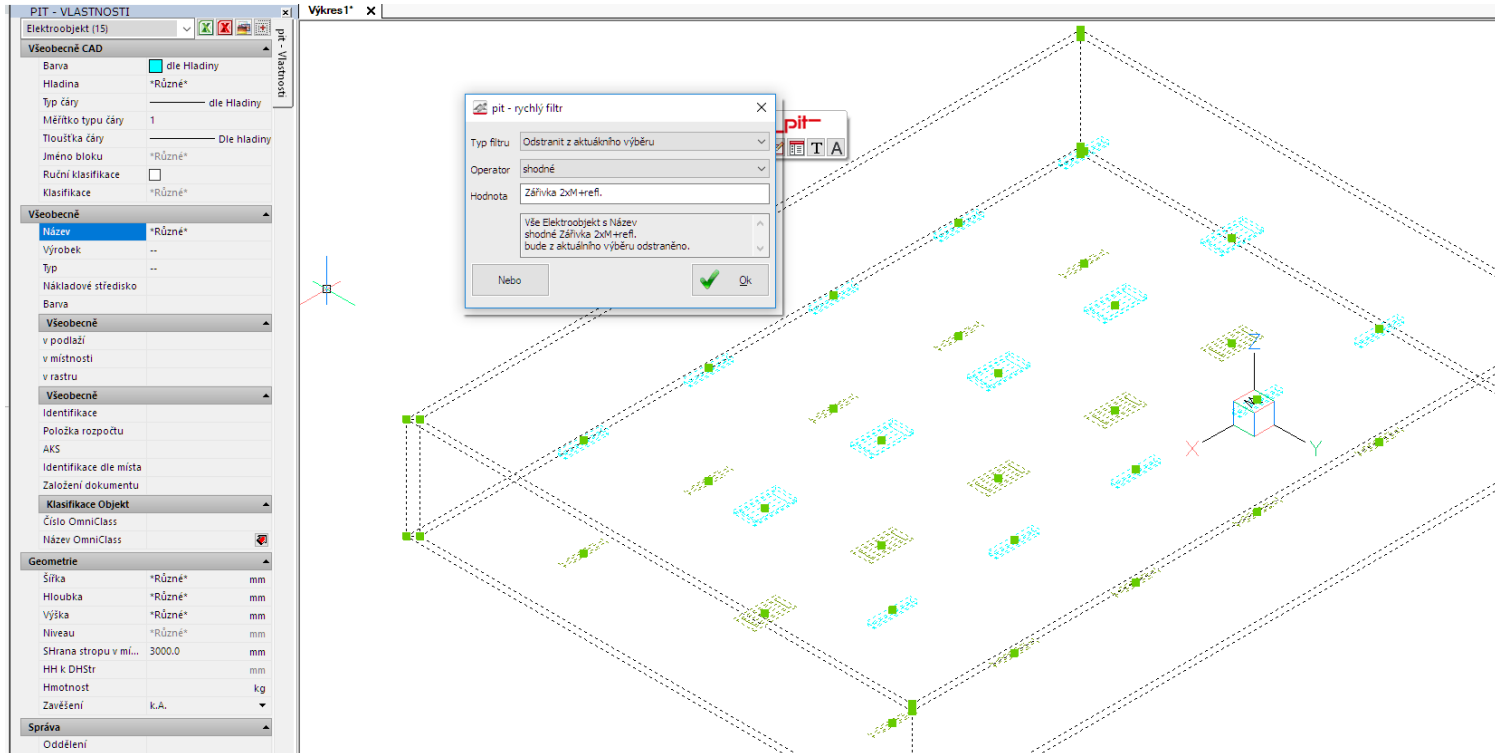 PIT - VLASTNOSTI
Elektroobjekt (15)
pit - Vlastnosti
Všeobecně CAD
Barva dle Hladiny
Hladina *Různé*
Typ čáry dle Hladiny
Měřítko typu čáry 1
Tloušťka čáry Dle hladiny
Jméno bloku *Různé*
Ruční klasifikace
Klasifikace *Různé*
Všeobecně
Název *Různé*
Výrobek --
Typ --
Nákladové středisko
Barva
Všeobecně
v podlaží
v místnosti
v rastru
Všeobecně
Identifikace
Položka rozpočtu
AKS
Identifikace dle místa
Založení dokumentu
Klasifikace Objekt
Číslo OmniClass
Název OmniClass
Geometrie
Šířka *Různé* mm
Hloubka *Různé* mm
Výška *Různé* mm
Niveau *Různé* mm
SHrana stropu v mí... 3000.0 mm
HH k DHStr mm
Hmotnost kg
Zavěšení k.A.
Správa
Oddělení
Výkres1*
pit - rychlý filtr
Typ filtru Odstranit z aktuákního výběru
Operator shodné
Hodnota Zářivka 2xM+refl.
Vše Elektroobjekt s Název
shodné Zářivka 2xM+refl.
bude z aktuálního výběru odstraněno.
Nebo
Ok
pit
T A
Z
M
X
Y